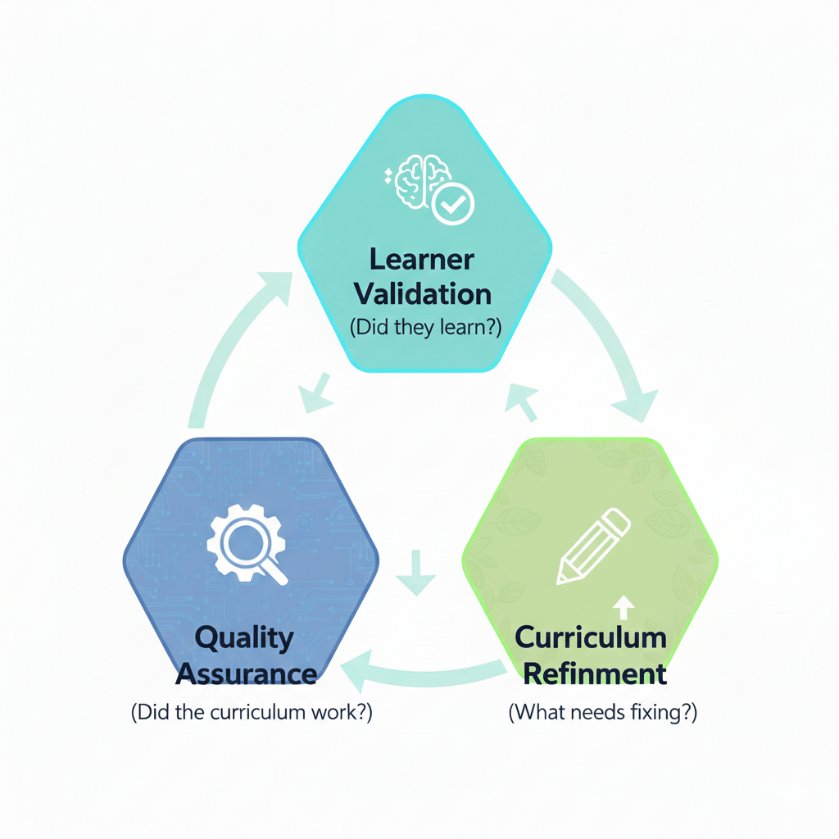 Learner
Validation
(Did they learn?)
Quality
Assurance
(Did the curriculum work?)
Curriculum
Refinment
(What needs fixing?)